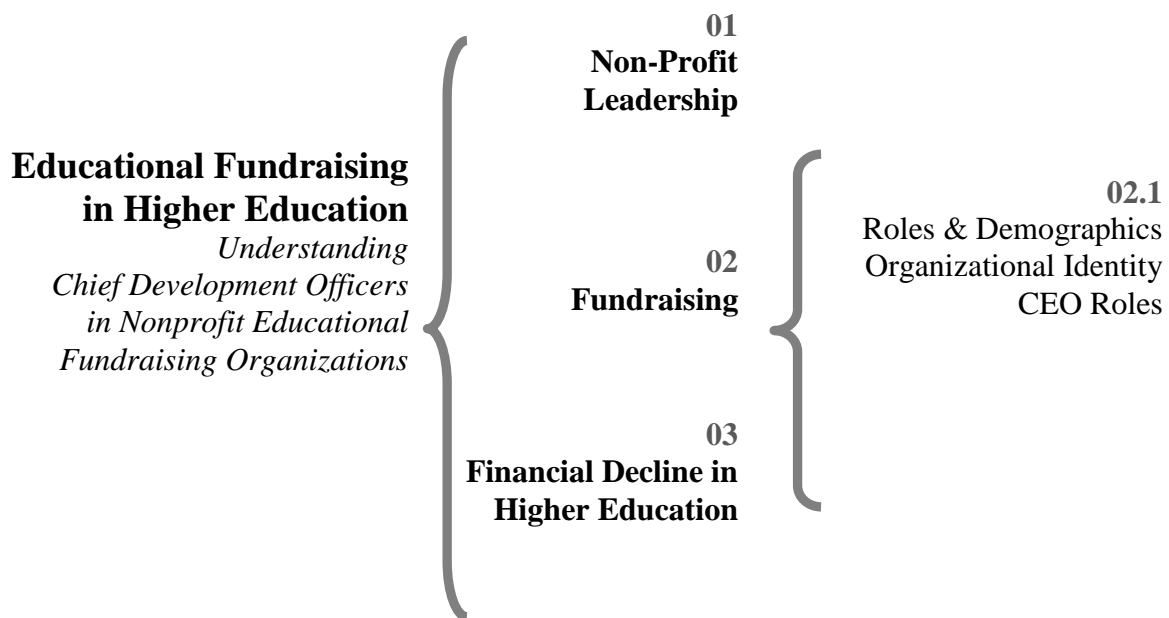 Educational Fundraising
in Higher Education
Understanding
Chief Development Officers
in Nonprofit Educational
Fundraising Organizations
01
Non-Profit
Leadership
02
Fundraising
03
Financial Decline in
Higher Education
02.1
Roles & Demographics
Organizational Identity
CEO Roles